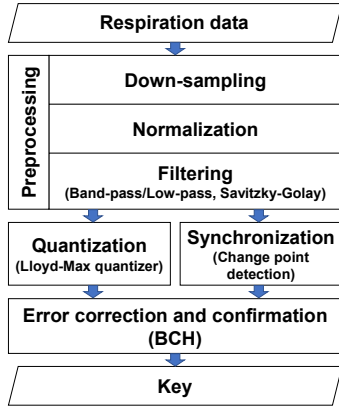 Respiration data
Preprocessing
Down-sampling
Normalization
Filtering
(Band-pass/Low-pass, Savitzky-Golay)
Quantization
(Lloyd-Max quantizer)
Synchronization
(Change point
detection)
Error correction and confirmation
(BCH)
Key